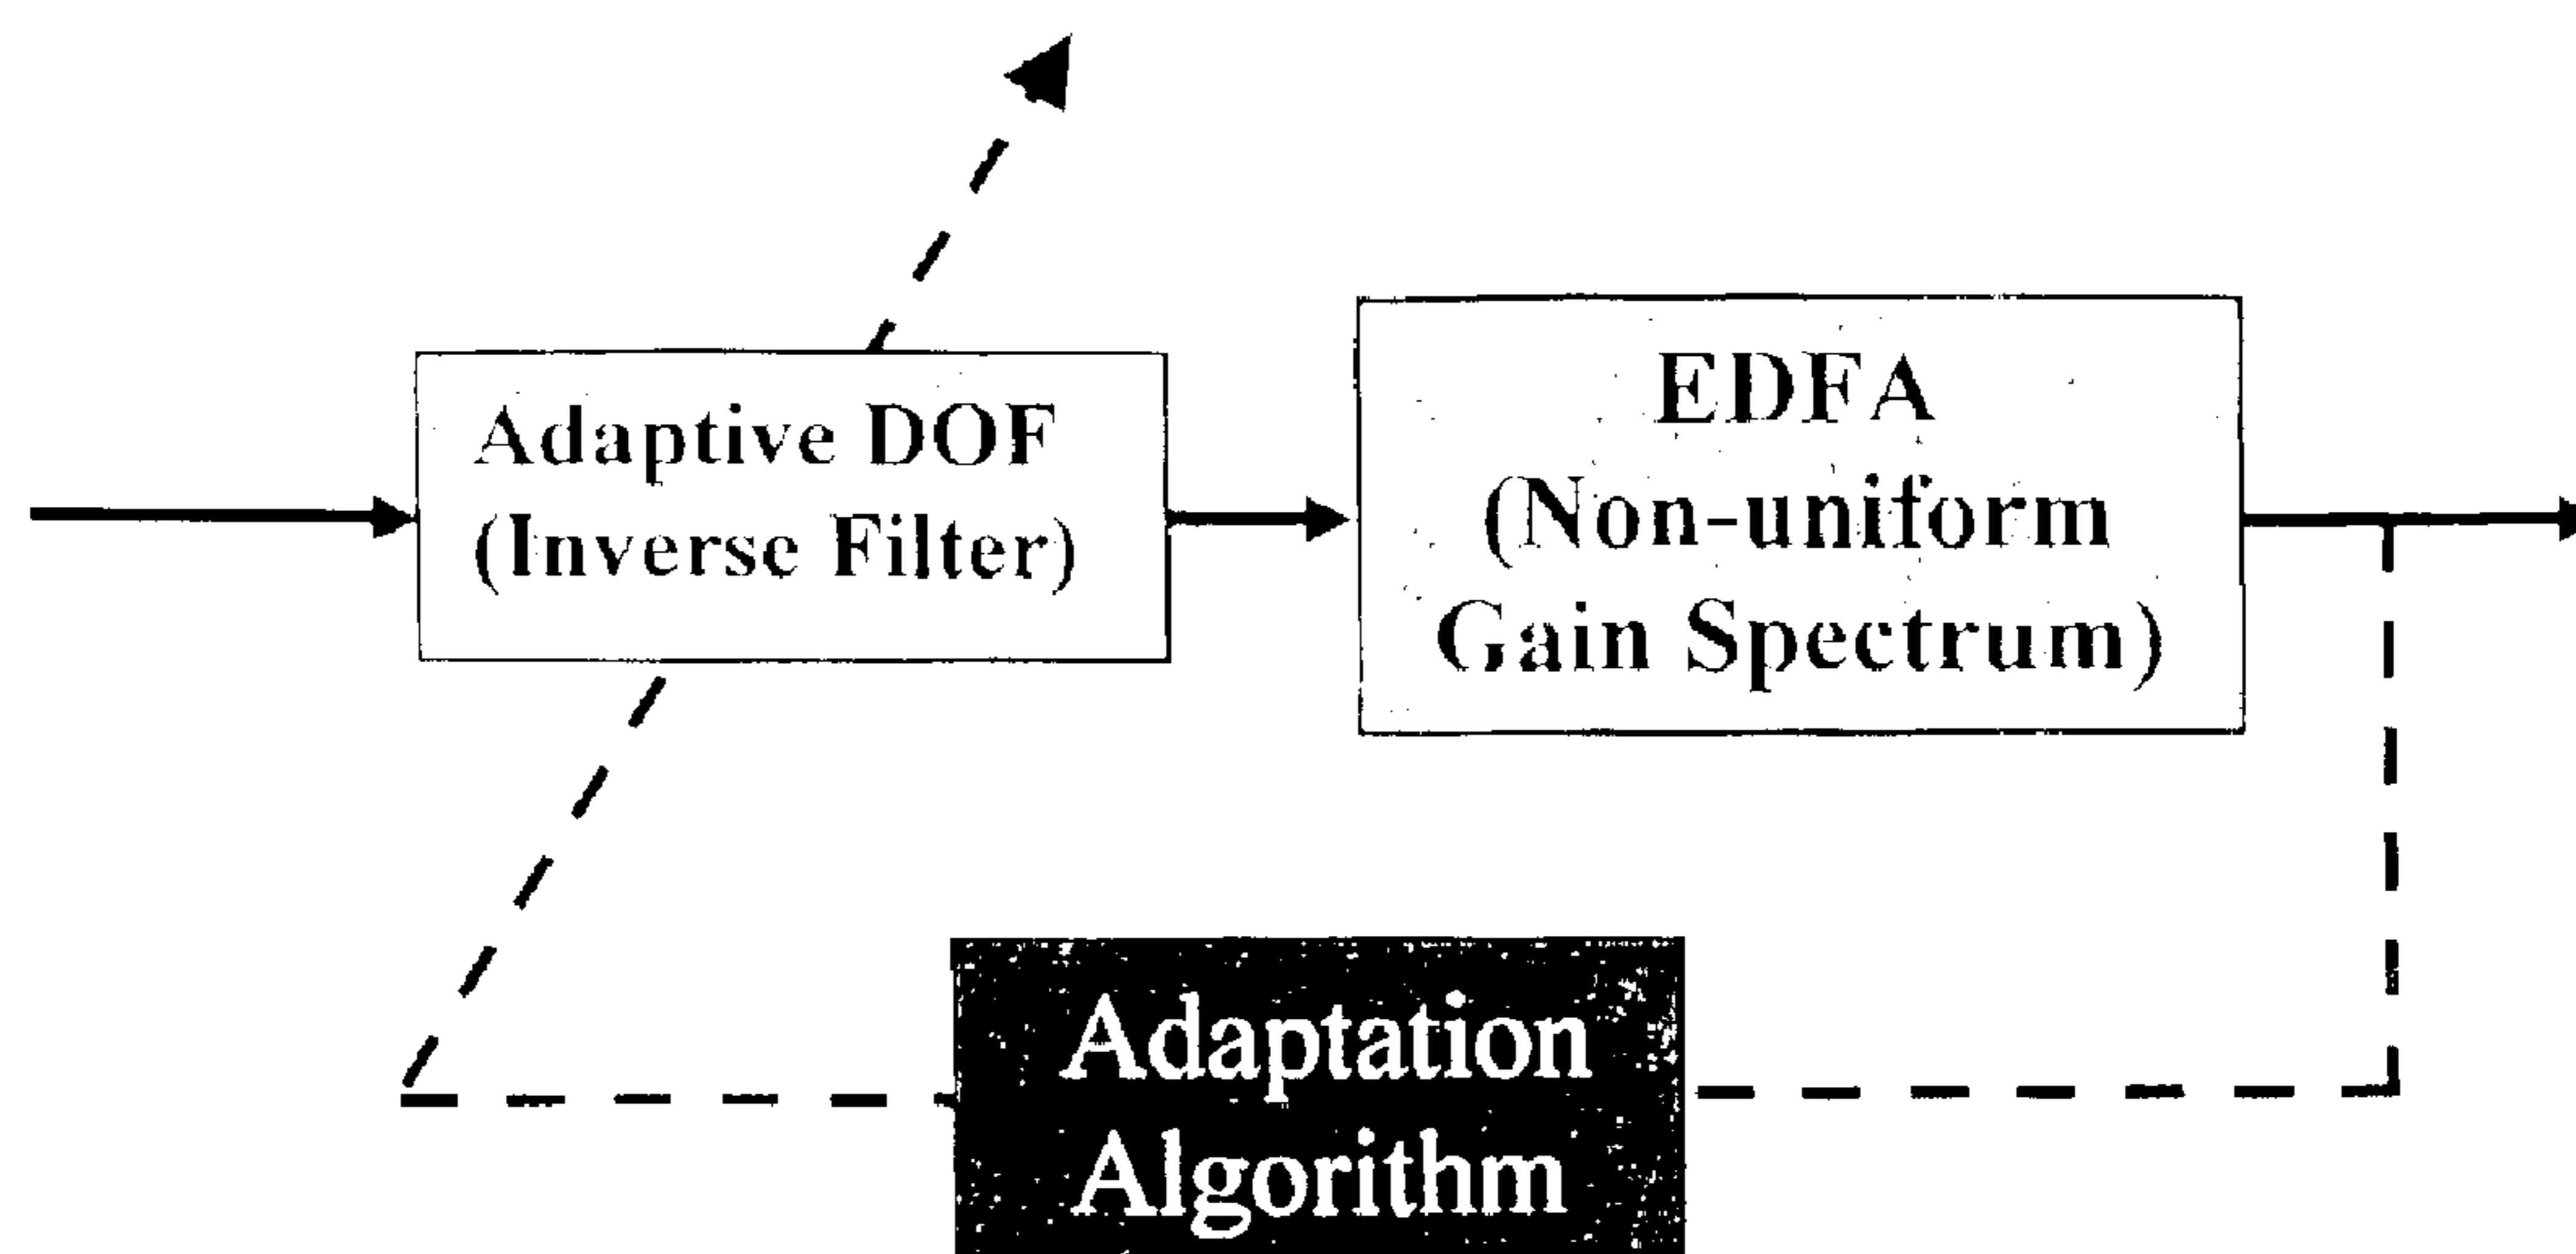 Adaptive DOF
(Inverse Filter)
EDFA
(Non-uniform
Gain Spectrum)
Adaptation
Algorithm